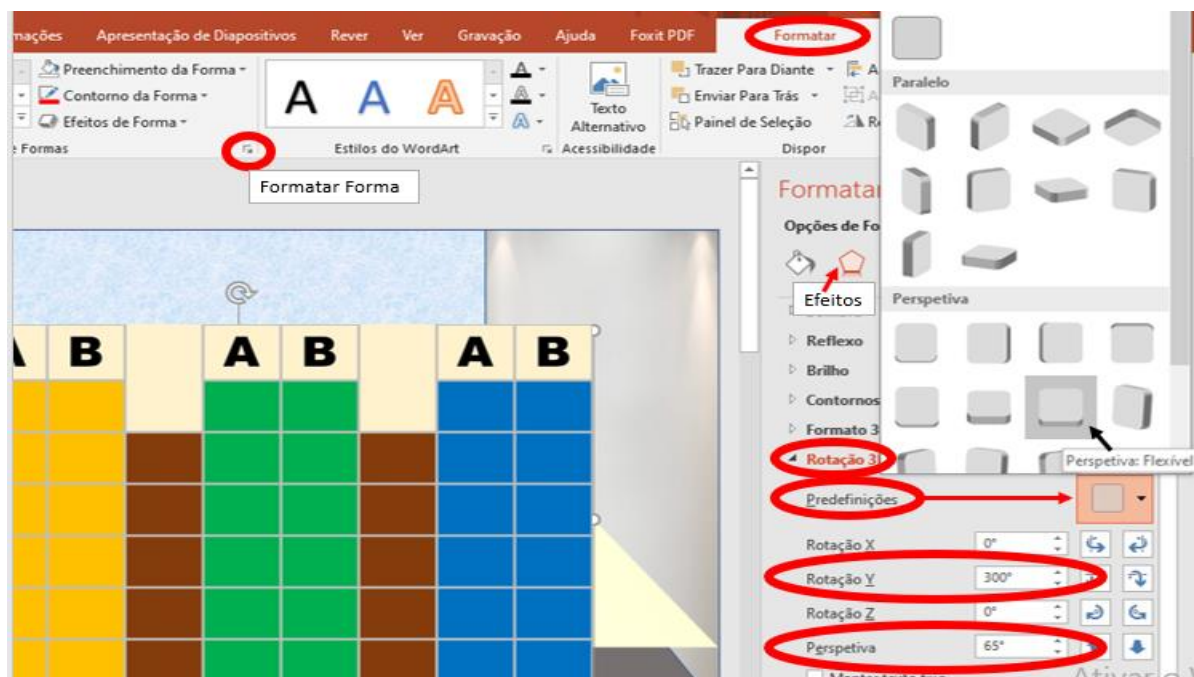 mações Apresentação de Diapositivos Rever Ver Gravação Ajuda Foxit PDF Formatar
Preenchimento da Forma
Contorno da Forma
Efeitos de Forma
Formas
A A A
Estilos do WordArt
A
A
A
Texto
Alternativo
Acessibilidade
Trazer Para Diante
Enviar Para Trás
Painel de Seleção
Dispor
Formatar Forma
B A B A B
Formatar
Opções de Fo
Efeitos
Reflexo
Brilho
Contornos
Formato 3
Rotação 3
Predefinições
Rotação X 0°
Rotação Y 300°
Rotação Z 0°
Perspetiva 65°
Paralelo
Perspetiva
Perspetiva: Flexível